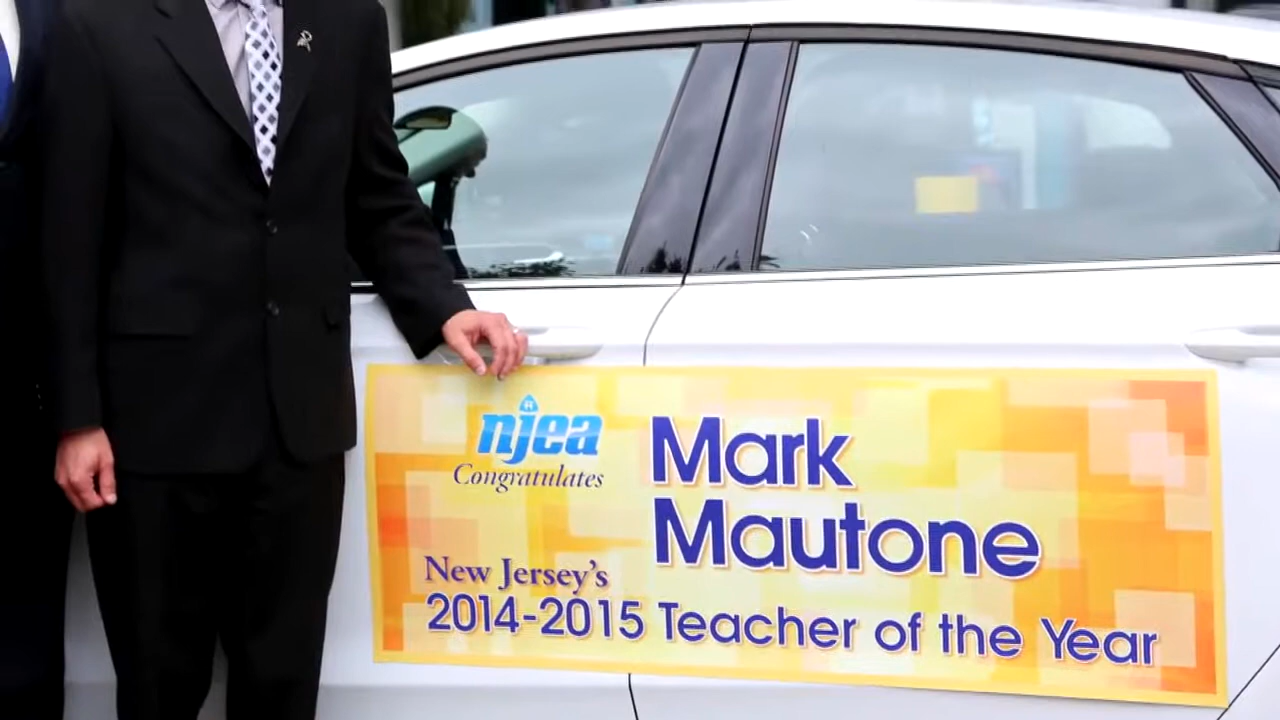 njea
Congratulates
Mark
Mautone
New Jersey's
2014-2015 Teacher of the Year